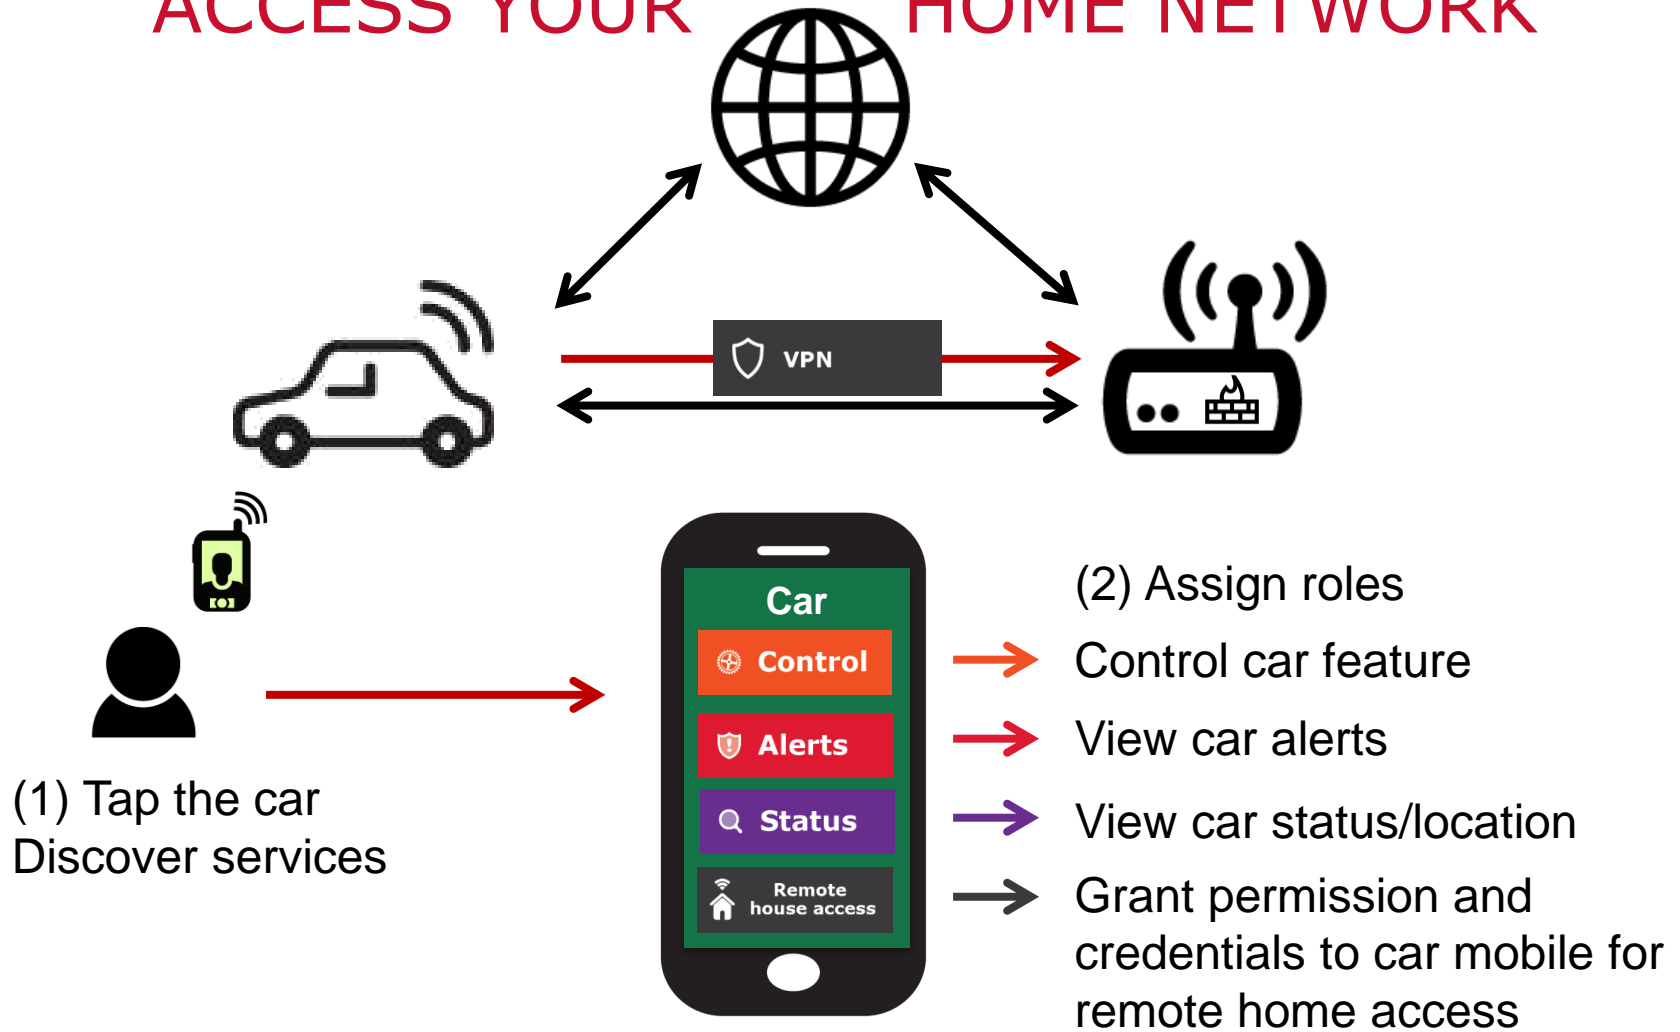 ACCESS YOUR HOME NETWORK
VPN
(1) Tap the car
Discover services
Car
Control
Alerts
Status
Remote
house access
(2) Assign roles
Control car feature
View car alerts
View car status/location
Grant permission and
credentials to car mobile for
remote home access